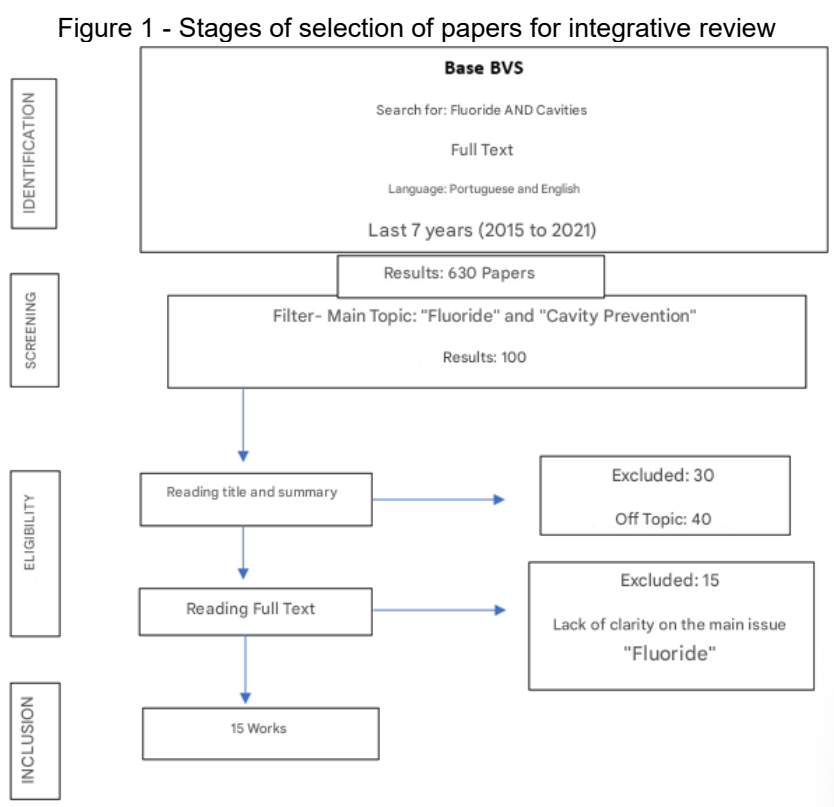 Figure 1 - Stages of selection of papers for integrative review
IDENTIFICATION
Base BVS
Search for: Fluoride AND Cavities
Full Text
Language: Portuguese and English
Last 7 years (2015 to 2021)
SCREENING
Results: 630 Papers
Filter- Main Topic: "Fluoride" and "Cavity Prevention"
Results: 100
ELIGIBILITY
Reading title and summary
Excluded: 30
Off Topic: 40
Reading Full Text
Excluded: 15
Lack of clarity on the main issue
"Fluoride"
INCLUSION
15 Works